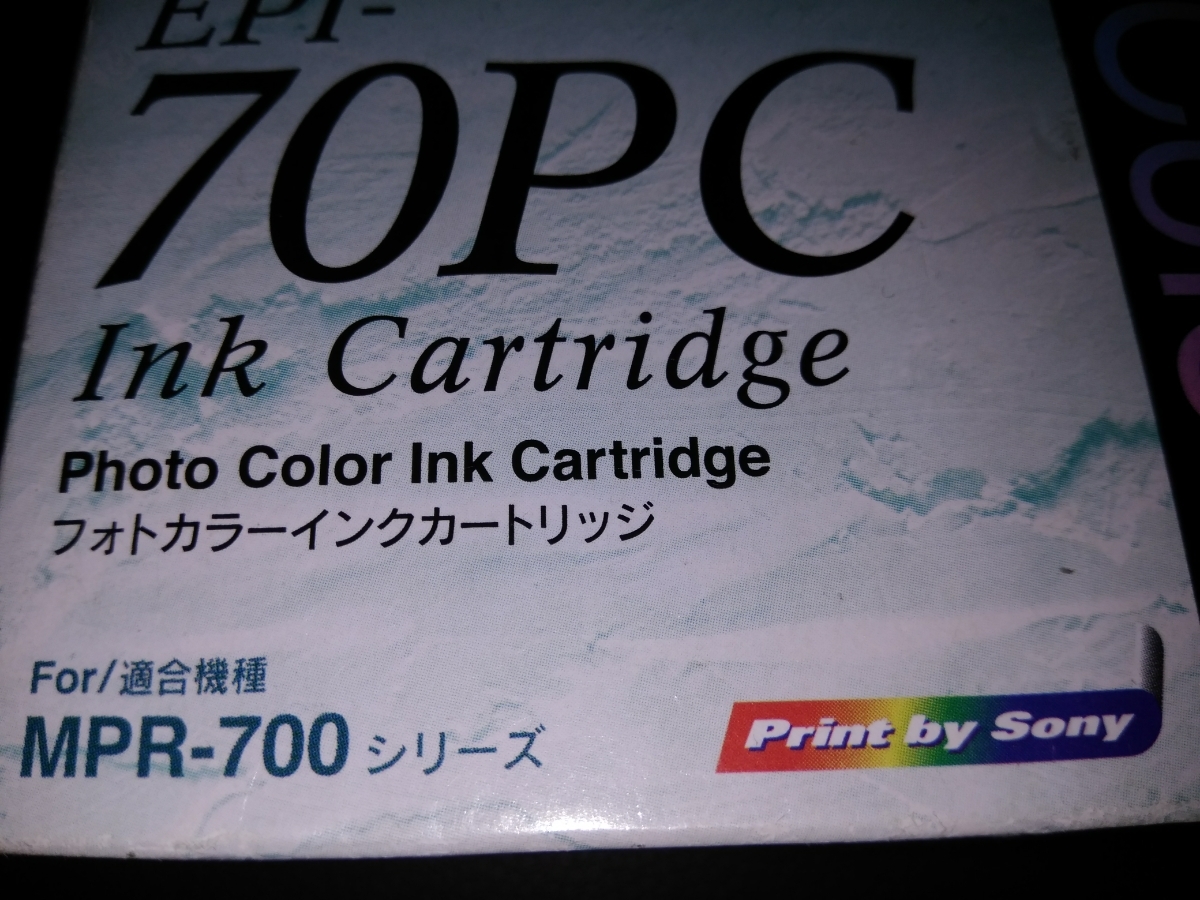 EPI-
70PC
Ink Cartridge
Photo Color Ink Cartridge
フォトカラーインクカートリッジ
For/適合機種
MPR-700 シリーズ
Print by Sony